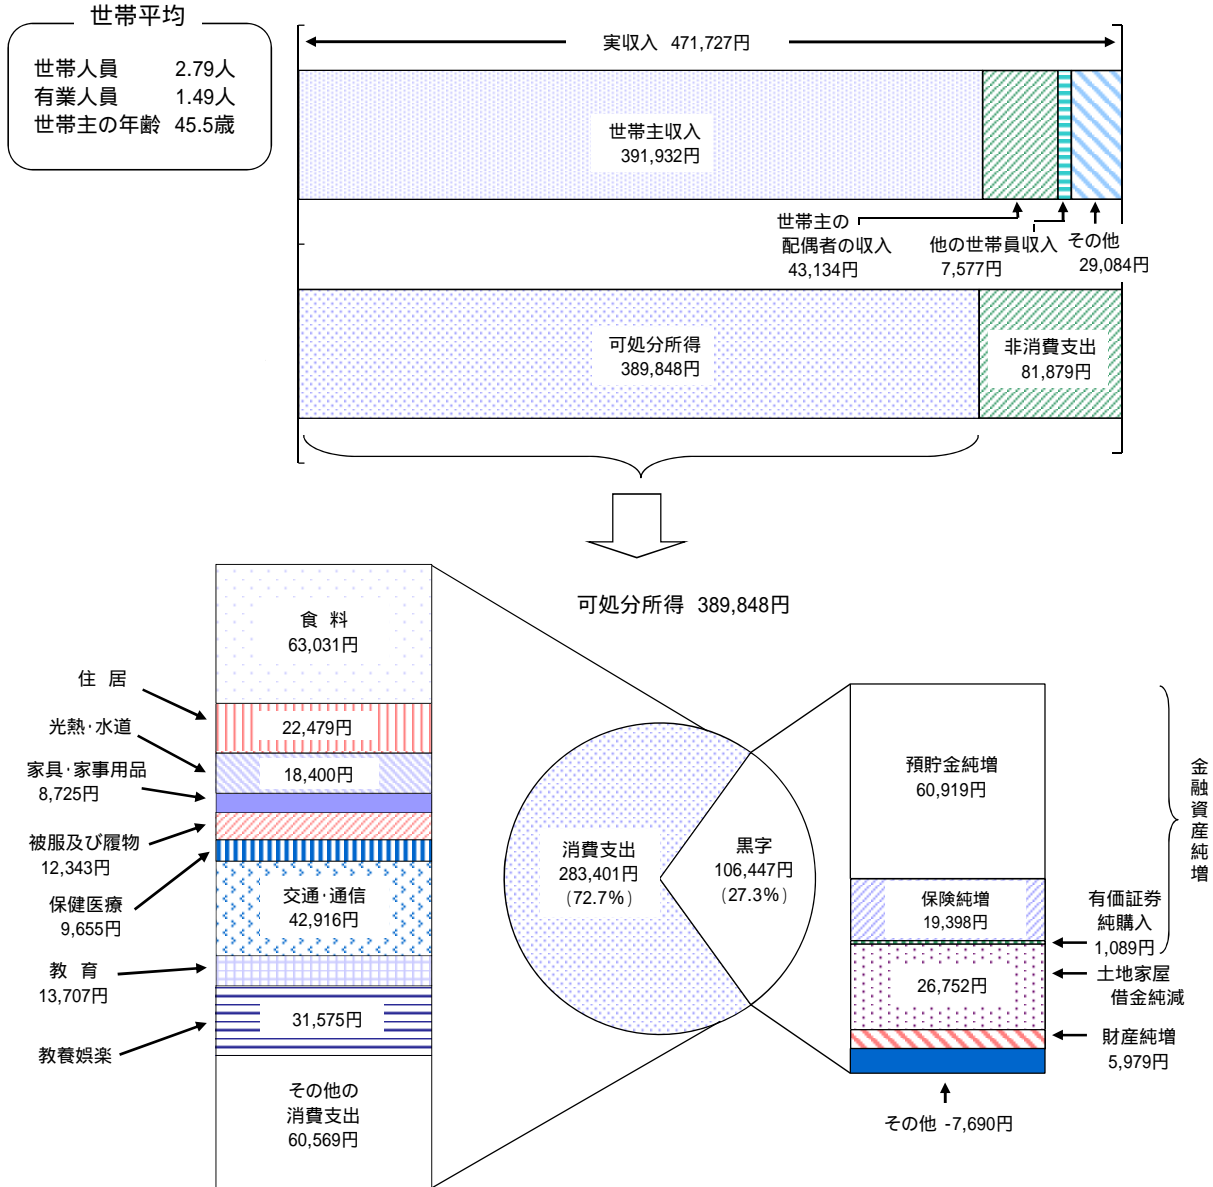 世帯平均
世帯人員 2.79人
有業人員 1.49人
世帯主の年齢 45.5歳
実収入 471,727円
世帯主収入
391,932円
世帯主の
配偶者の収入
43,134円
他の世帯員収入
7,577円
その他
29,084円
可処分所得
389,848円
非消費支出
81,879円
可処分所得 389,848円
食 料
63,031円
住 居
22,479円
光熱・水道
18,400円
家具・家事用品
8,725円
被服及び履物
12,343円
保健医療
9,655円
交通・通信
42,916円
教 育
13,707円
教養娯楽
31,575円
その他の
消費支出
60,569円
消費支出
283,401円
(72.7%)
黒字
106,447円
(27.3%)
預貯金純増
60,919円
保険純増
19,398円
有価証券
純購入
1,089円
金融資産純増
26,752円
土地家屋
借金純減
財産純増
5,979円
その他 -7,690円